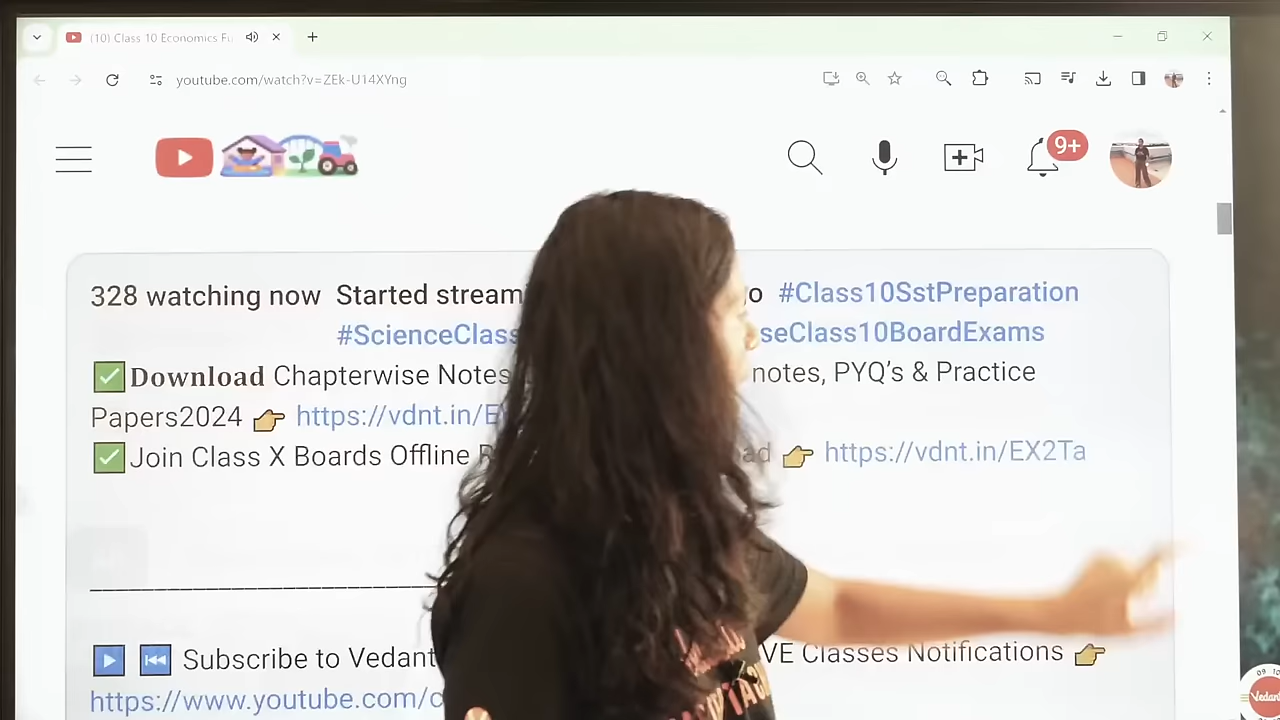 (10) Class 10 Economics Fu
youtube.com/watch?v=ZEk-U14XYng
9+
328 watching now Started stream o #Class10SstPreparation
#ScienceClass seClass10BoardExams
✅Download Chapterwise Notes notes, PYQ’s & Practice
Papers2024 👉 https://vdnt.in/E
✅Join Class X Boards Offline ad 👉 https://vdnt.in/EX2Ta
Subscribe to Vedant VE Classes Notifications 👉
https://www.youtube.com/c
Vedant